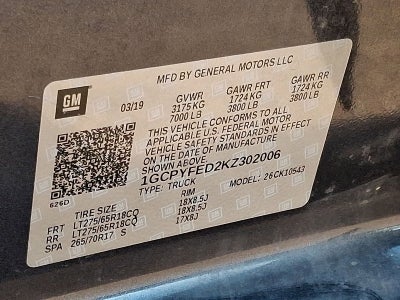 GM
MFD BY GENERAL MOTORS LLC
03/19 GVWR GAWR FRT GAWR RR
3175 KG 1724 KG 1724 KG
7000 LB 3800 LB 3800 LB
THIS VEHICLE CONFORMS TO ALL
APPLICABLE U.S. FEDERAL MOTOR
VEHICLE SAFETY STANDARDS IN EFFECT
ON THE DATE OF MANUFACTURE
SHOWN ABOVE.
1GCPYFED2KZ302006
626D TYPE: TRUCK MODEL: 26CK10543
TIRE SIZE RIM
FRT LT275/65R18CQ 18X8.5J
RR LT275/65R18CQ 18X8.5J
SPA 265/70R17 S 17X8J